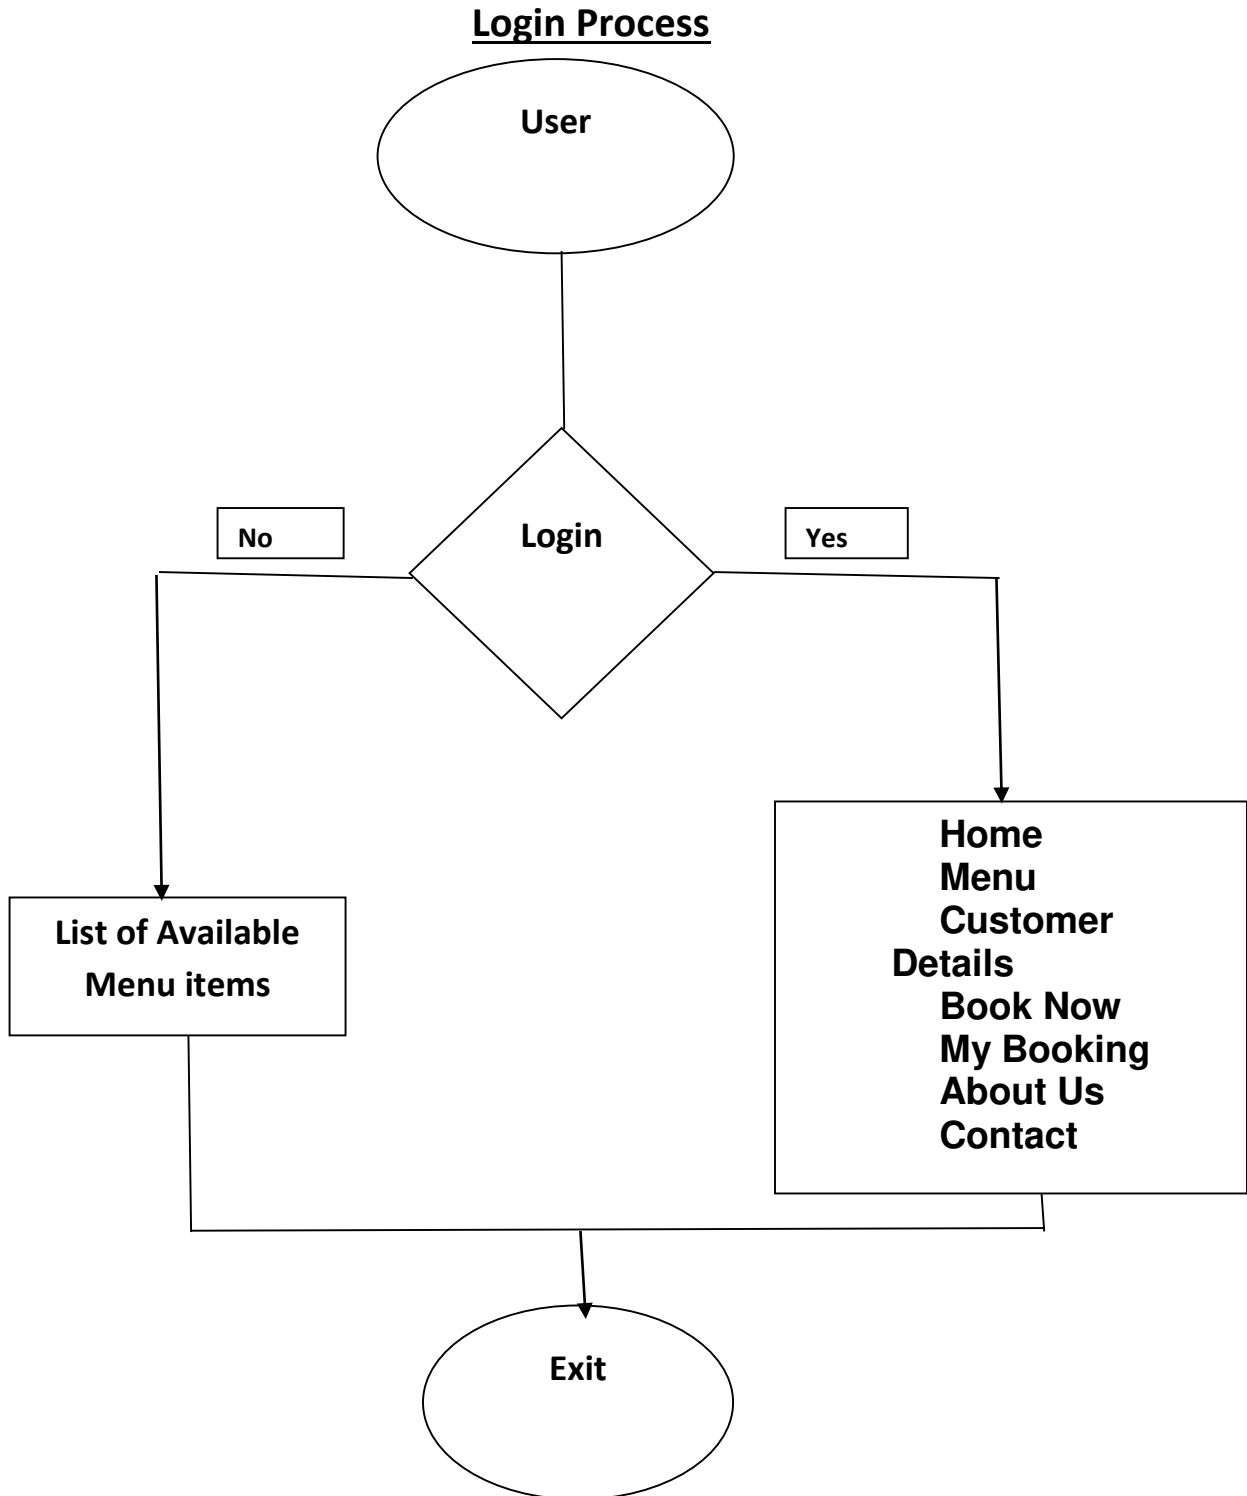 Login Process
User
Login
No
Yes
Home
Menu
Customer
Details
Book Now
My Booking
About Us
Contact
List of Available
Menu items
Exit